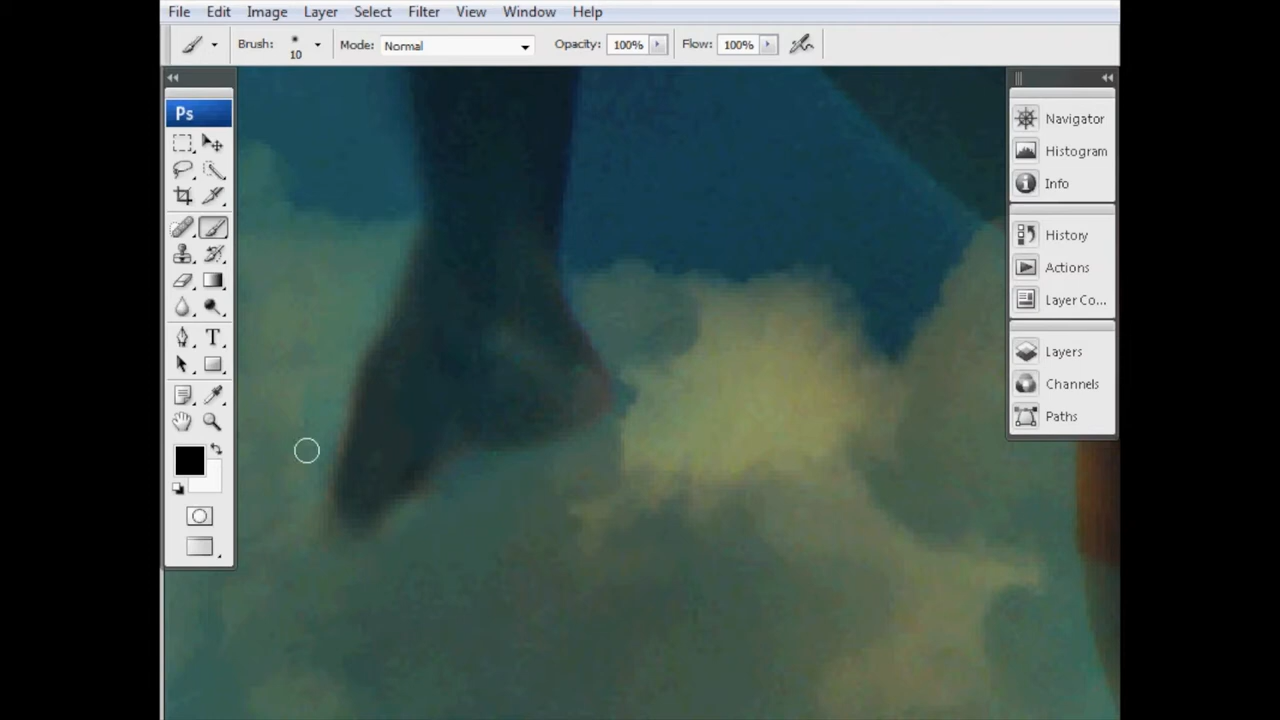 File Edit Image Layer Select Filter View Window Help
Brush: 10 Mode: Normal Opacity: 100% Flow: 100%
Ps
T
Navigator
Histogram
Info
History
Actions
Layer Co...
Layers
Channels
Paths